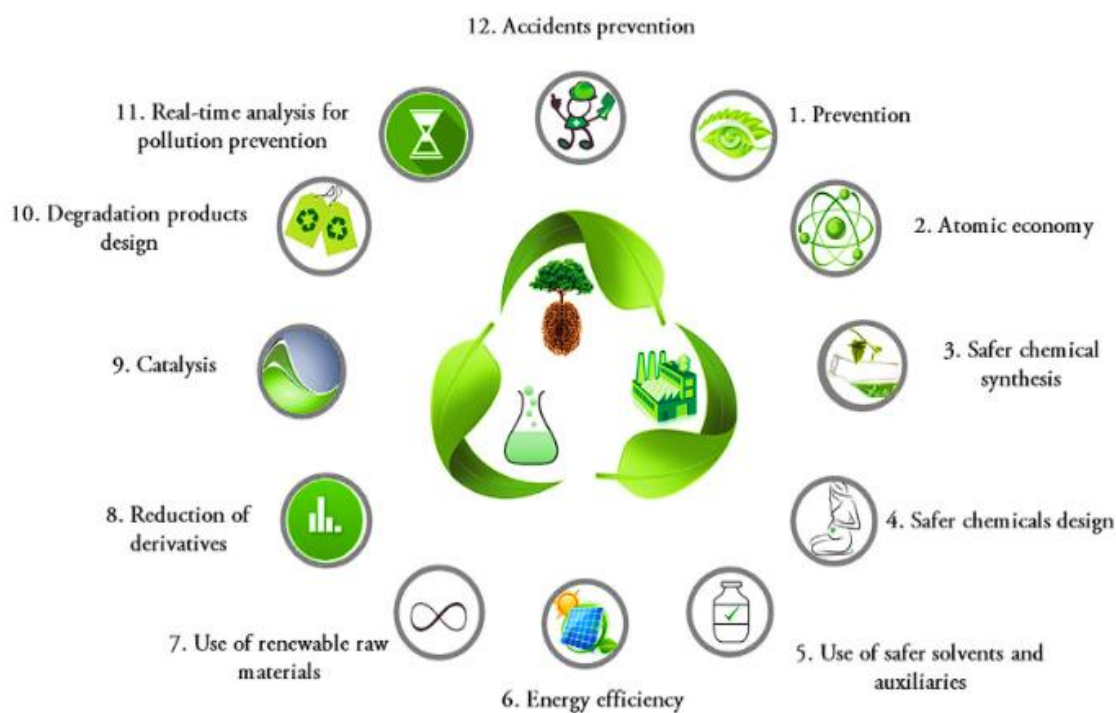 12. Accidents prevention
1. Prevention
2. Atomic economy
3. Safer chemical
synthesis
4. Safer chemicals design
5. Use of safer solvents and
auxiliaries
6. Energy efficiency
7. Use of renewable raw
materials
8. Reduction of
derivatives
9. Catalysis
10. Degradation products
design
11. Real-time analysis for
pollution prevention